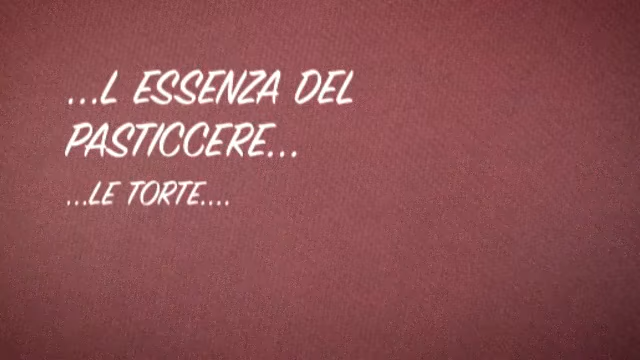 ...L ESSENZA DEL
PASTICCERE...
...LE TORTE....